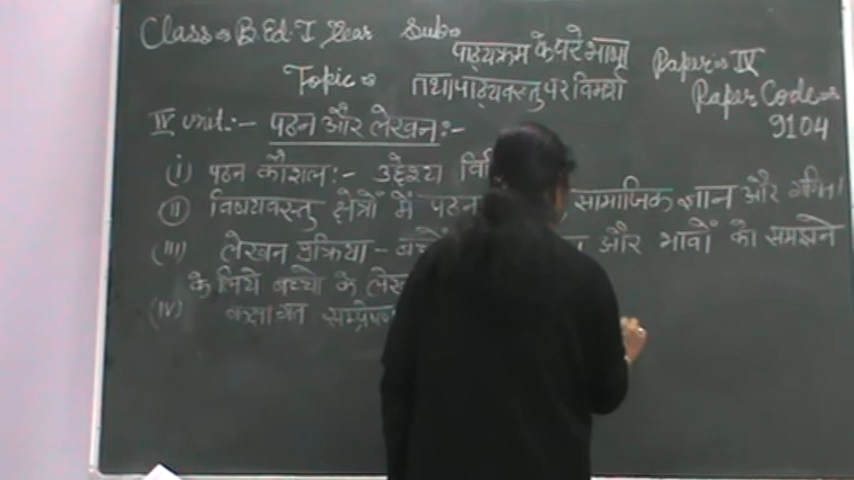 Class:- B.Ed. I Year Sub:- पाठ्यक्रम के परे भाषा
Topic:- तथा पाठ्यवस्तु पर विमर्श
Paper:- IV
Paper Code:-
9104
IV unit:- पठन और लेखन:-
(i) पठन कौशल:- उद्देश्य
(ii) विषयवस्तु क्षेत्रों में पठन सामाजिक ज्ञान और गणित।
(iii) लेखन प्रक्रिया - और भावों को समझने
के लिये बच्चो के
(iv) कक्षागत